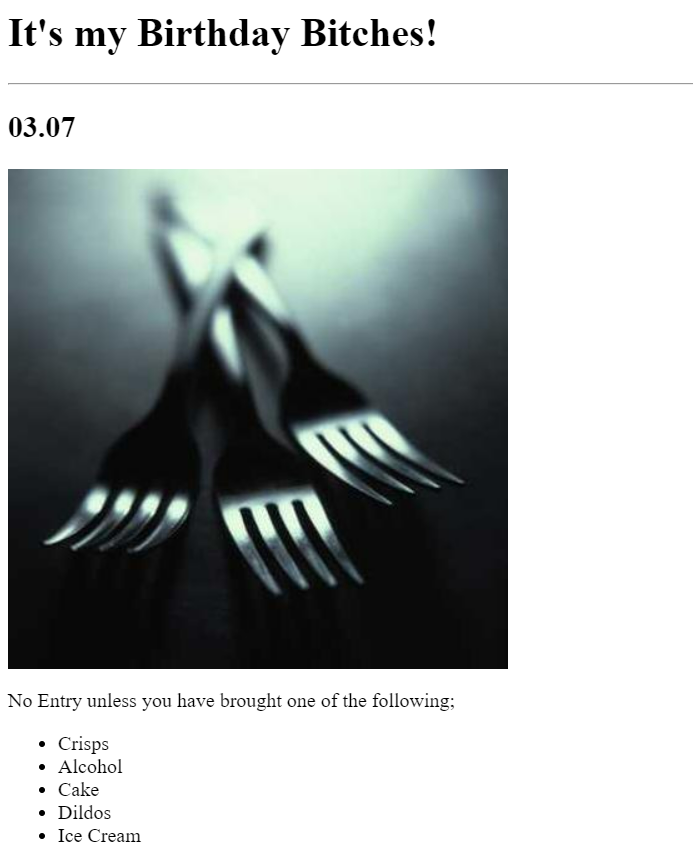 It's my Birthday Bitches!
03.07
No Entry unless you have brought one of the following;
• Crisps
• Alcohol
• Cake
• Dildos
• Ice Cream